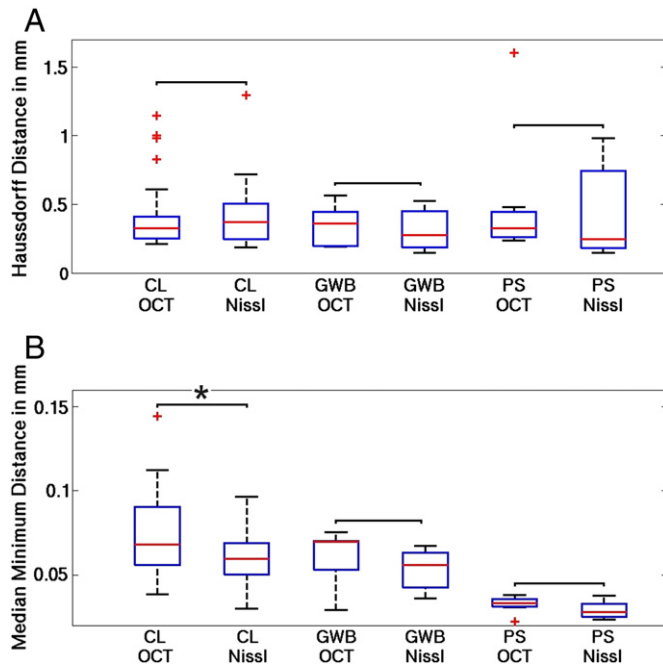 A
Haussdorff Distance in mm
1.5
1
0.5
0
CL CL GWB GWB PS PS
OCT Nissl OCT Nissl OCT Nissl
B
Median Minimum Distance in mm
*
0.15
0.1
0.05
CL CL GWB GWB PS PS
OCT Nissl OCT Nissl OCT Nissl